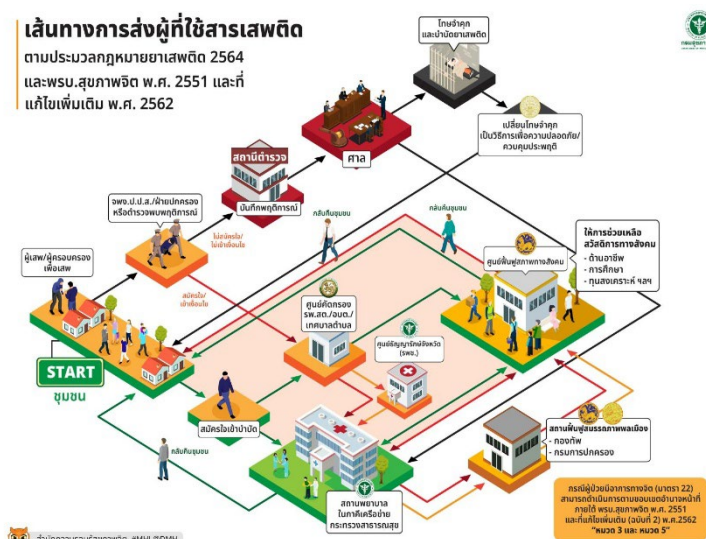 เส้นทางการส่งผู้ที่ใช้สารเสพติด
ตามประมวลกฎหมายยาเสพติด 2564
และพรบ.สุขภาพจิต พ.ศ. 2551 และที่
แก้ไขเพิ่มเติม พ.ศ. 2562
โทษจำคุก
และบำบัดยาเสพติด
เปลี่ยนโทษจำคุก
เป็นวิธีการเพื่อความปลอดภัย/
ควบคุมประพฤติ
ศาล
สถานีตำรวจ
บันทึกพฤติการณ์
จพง.ป.ป.ส./ฝ่ายปกครอง
หรือตำรวจพบพฤติการณ์
ไม่สมัครใจ/
ไม่เข้าเงื่อนไข
กลับคืนชุมชน
กลับคืนชุมชน
ผู้เสพ/ผู้ครอบครอง
เพื่อเสพ
สมัครใจ/
เข้าเงื่อนไข
START
ชุมชน
สมัครใจเข้าบำบัด
กลับคืนชุมชน
ศูนย์คัดกรอง
รพ.สต./อบต./
เทศบาลตำบล
ศูนย์ธัญญารักษ์จังหวัด
(รพช.)
ศูนย์ฟื้นฟูสภาพทางสังคม
ให้การช่วยเหลือ
สวัสดิการทางสังคม
- ด้านอาชีพ
- การศึกษา
- ทุนสงเคราะห์ ฯลฯ
สถานพยาบาล
ในภาคีเครือข่าย
กระทรวงสาธารณสุข
สถานฟื้นฟูสมรรถภาพพลเมือง
- กองทัพ
- กรมการปกครอง
กรณีผู้ป่วยมีอาการทางจิต (มาตรา 22)
สามารถดำเนินการตามขอบเขตอำนาจหน้าที่
ภายใต้ พรบ.สุขภาพจิต พ.ศ. 2551
และที่แก้ไขเพิ่มเติม (ฉบับที่ 2) พ.ศ.2562
"หมวด 3 และ หมวด 5"